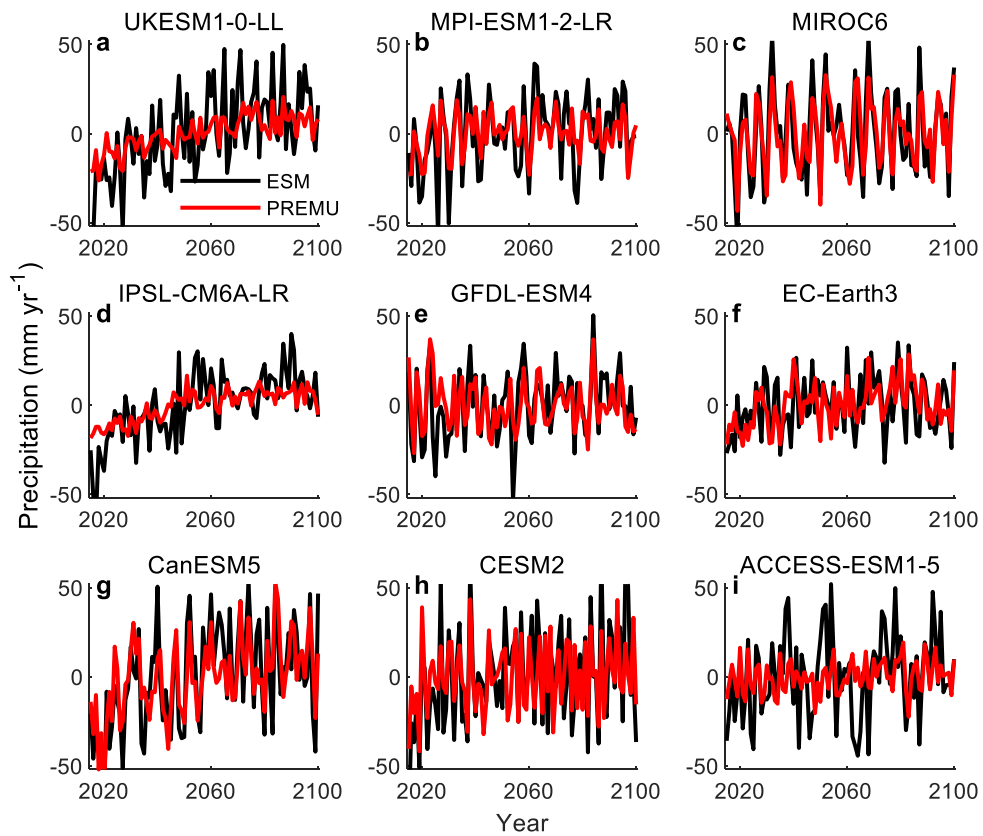 UKESM1-0-LL MPI-ESM1-2-LR MIROC6
a b c
50 50 50
0 0 0
ESM
PREMU
-50 -50 -50
2020 2060 2100 2020 2060 2100 2020 2060 2100
IPSL-CM6A-LR GFDL-ESM4 EC-Earth3
d e f
50 50 50
0 0 0
-50 -50 -50
2020 2060 2100 2020 2060 2100 2020 2060 2100
Precipitation (mm yr⁻¹)
CanESM5 CESM2 ACCESS-ESM1-5
g h i
50 50 50
0 0 0
-50 -50 -50
2020 2060 2100 2020 2060 2100 2020 2060 2100
Year